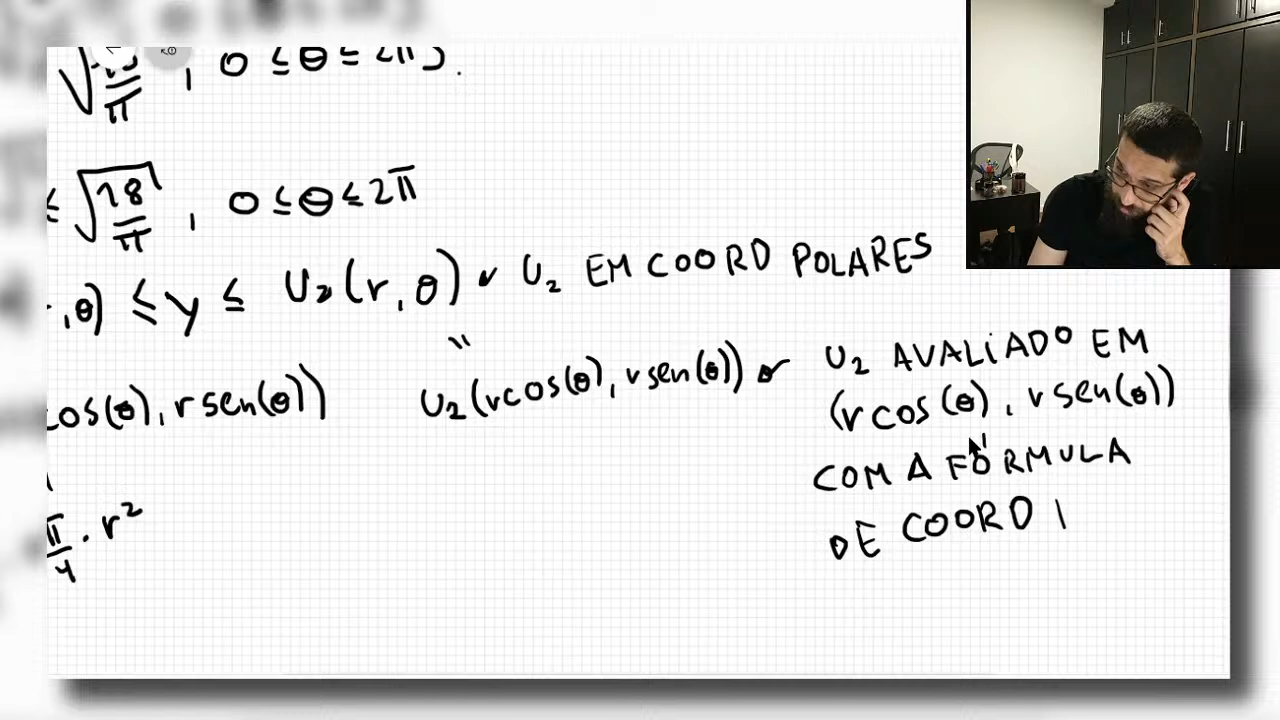 √ π , 0 ≤ θ ≤ 2π }.
≤ √18/π , 0 ≤ θ ≤ 2π
, θ) ≤ y ≤ U₂(r, θ) U₂ EM COORD POLARES
cos(θ), r sen(θ)) U₂(r cos(θ), r sen(θ)) U₂ AVALIADO EM
(r cos(θ), r sen(θ))
COM A FÓRMULA
π/4 · r²
DE COORD